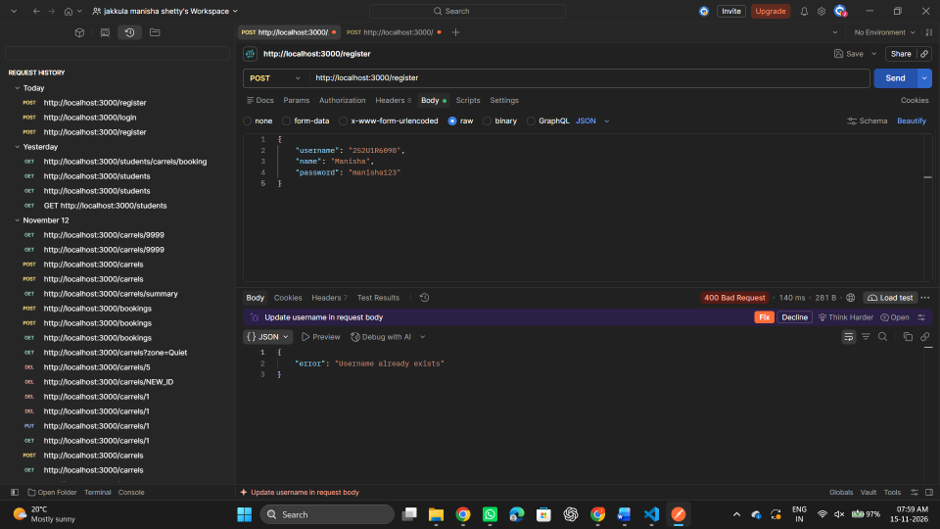 jakkula manisha shetty's Workspace
Search
Invite
Upgrade
POST http://localhost:3000/
POST http://localhost:3000/
No Environment
REQUEST HISTORY
Today
POST http://localhost:3000/register
POST http://localhost:3000/login
POST http://localhost:3000/register
Yesterday
GET http://localhost:3000/students/carrels/booking
GET http://localhost:3000/students
GET http://localhost:3000/students
GET GET http://localhost:3000/students
November 12
GET http://localhost:3000/carrels/9999
GET http://localhost:3000/carrels/9999
POST http://localhost:3000/carrels
POST http://localhost:3000/carrels
GET http://localhost:3000/carrels/summary
POST http://localhost:3000/bookings
POST http://localhost:3000/bookings
GET http://localhost:3000/bookings
GET http://localhost:3000/carrels?zone=Quiet
DEL http://localhost:3000/carrels/5
DEL http://localhost:3000/carrels/NEW_ID
DEL http://localhost:3000/carrels/1
DEL http://localhost:3000/carrels/1
PUT http://localhost:3000/carrels/1
GET http://localhost:3000/carrels/1
POST http://localhost:3000/carrels
GET http://localhost:3000/carrels
http://localhost:3000/register
Save
Share
POST http://localhost:3000/register
Send
Docs Params Authorization Headers 8 Body Scripts Settings
Cookies
none form-data x-www-form-urlencoded raw binary GraphQL JSON
Schema Beautify
1 {
2 "username": "252U1R6098",
3 "name": "Manisha",
4 "password": "manisha123"
5 }
Body Cookies Headers 7 Test Results
400 Bad Request 140 ms 281 B
Load test
Update username in request body
Fix Decline Think Harder Open
{} JSON Preview Debug with AI
1 {
2 "error": "Username already exists"
3 }
Open Folder Terminal Console
Update username in request body
Globals Vault Tools
20°C
Mostly sunny
Search
ENG
IN
97%
07:59 AM
15-11-2026